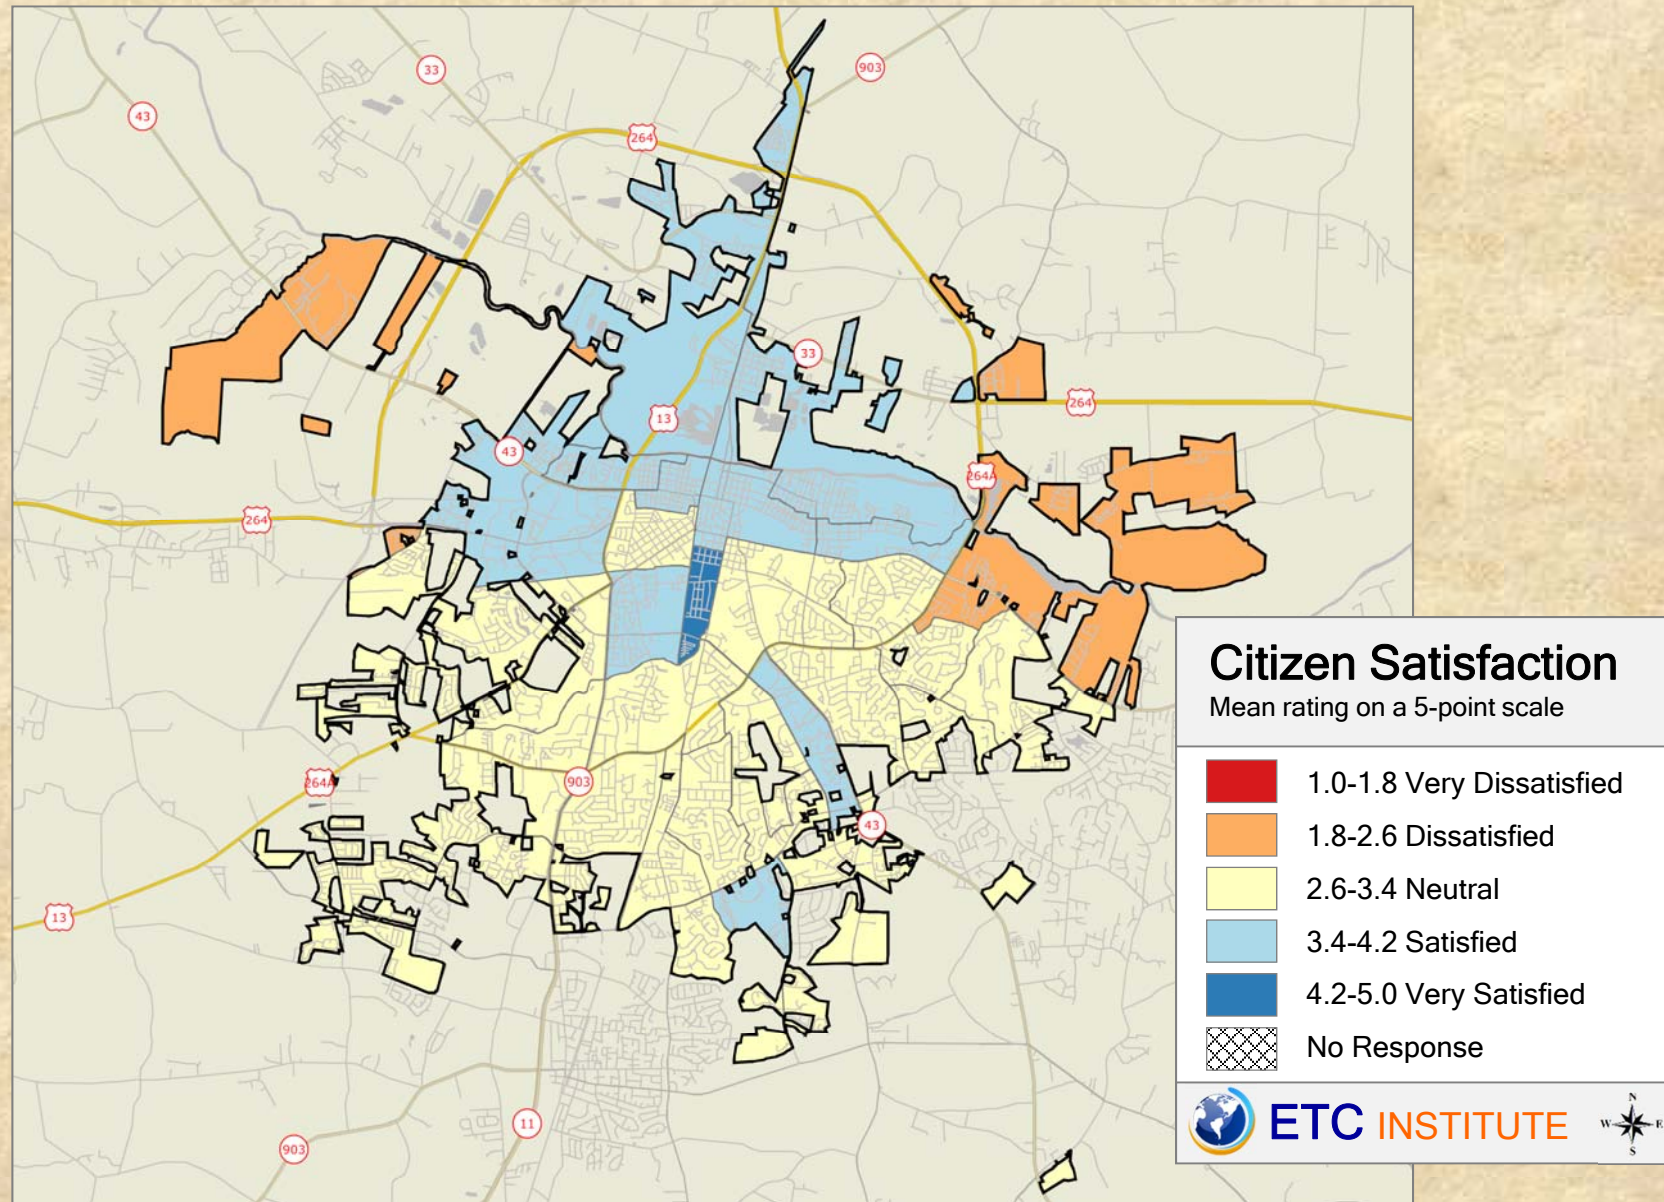 33
903
43
264
33
13
264
43
264A
264
903
264A
43
13
11
903
Citizen Satisfaction
Mean rating on a 5-point scale
1.0-1.8 Very Dissatisfied
1.8-2.6 Dissatisfied
2.6-3.4 Neutral
3.4-4.2 Satisfied
4.2-5.0 Very Satisfied
No Response
ETC INSTITUTE
N
W E
S